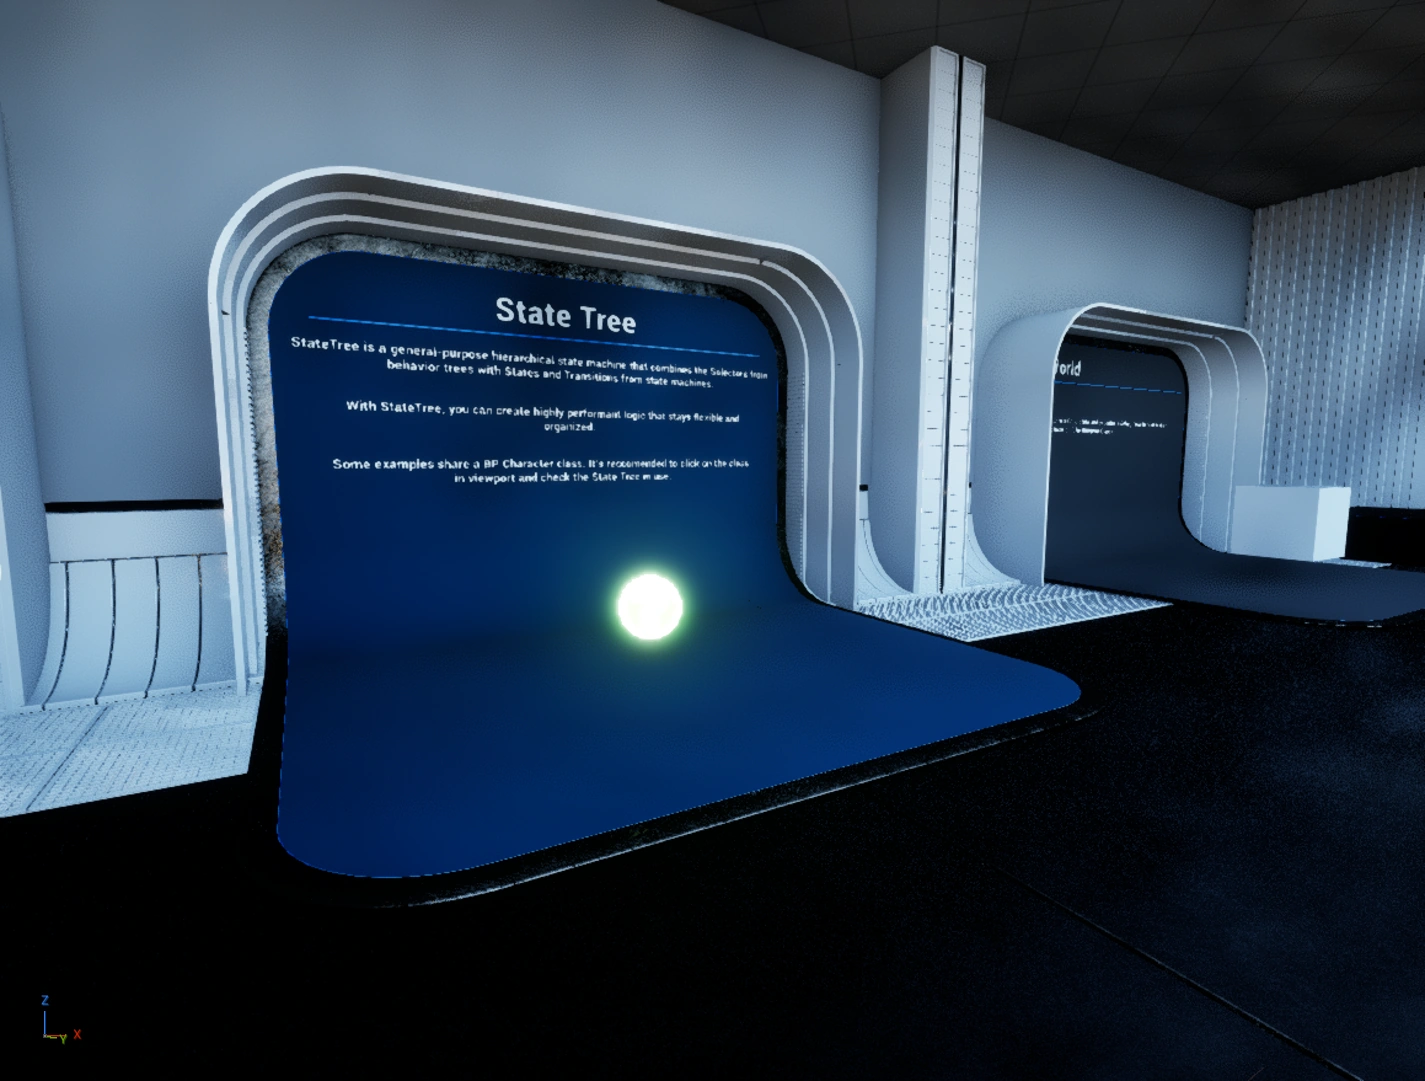 State Tree
StateTree is a general-purpose hierarchical state machine that combines the Selectors from
behavior trees with States and Transitions from state machines.
With StateTree, you can create highly performant logic that stays flexible and
organized.
Some examples share a BP Character class. It's reccomended to click on the class
in viewport and check the State Tree in use.
orld
Z
Y
X